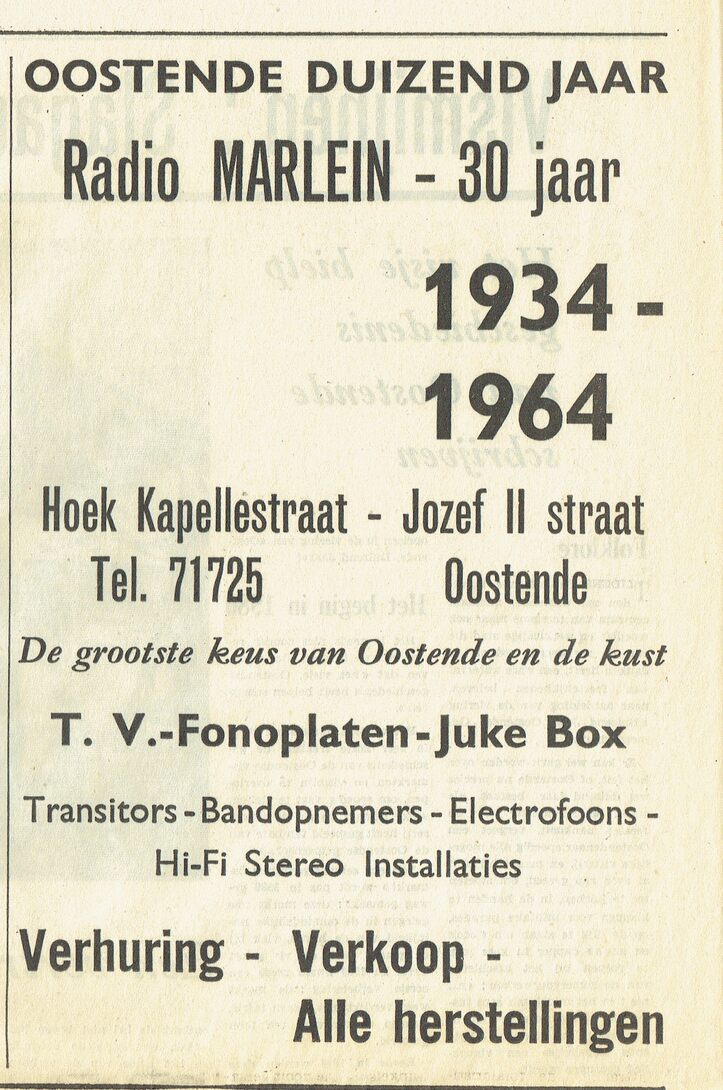 OOSTENDE DUIZEND JAAR
Radio MARLEIN - 30 jaar
1934 -
1964
Hoek Kapellestraat - Jozef II straat
Tel. 71725 Oostende
De grootste keus van Oostende en de kust
T. V.-Fonoplaten-Juke Box
Transitors - Bandopnemers - Electrofoons -
Hi-Fi Stereo Installaties
Verhuring - Verkoop -
Alle herstellingen